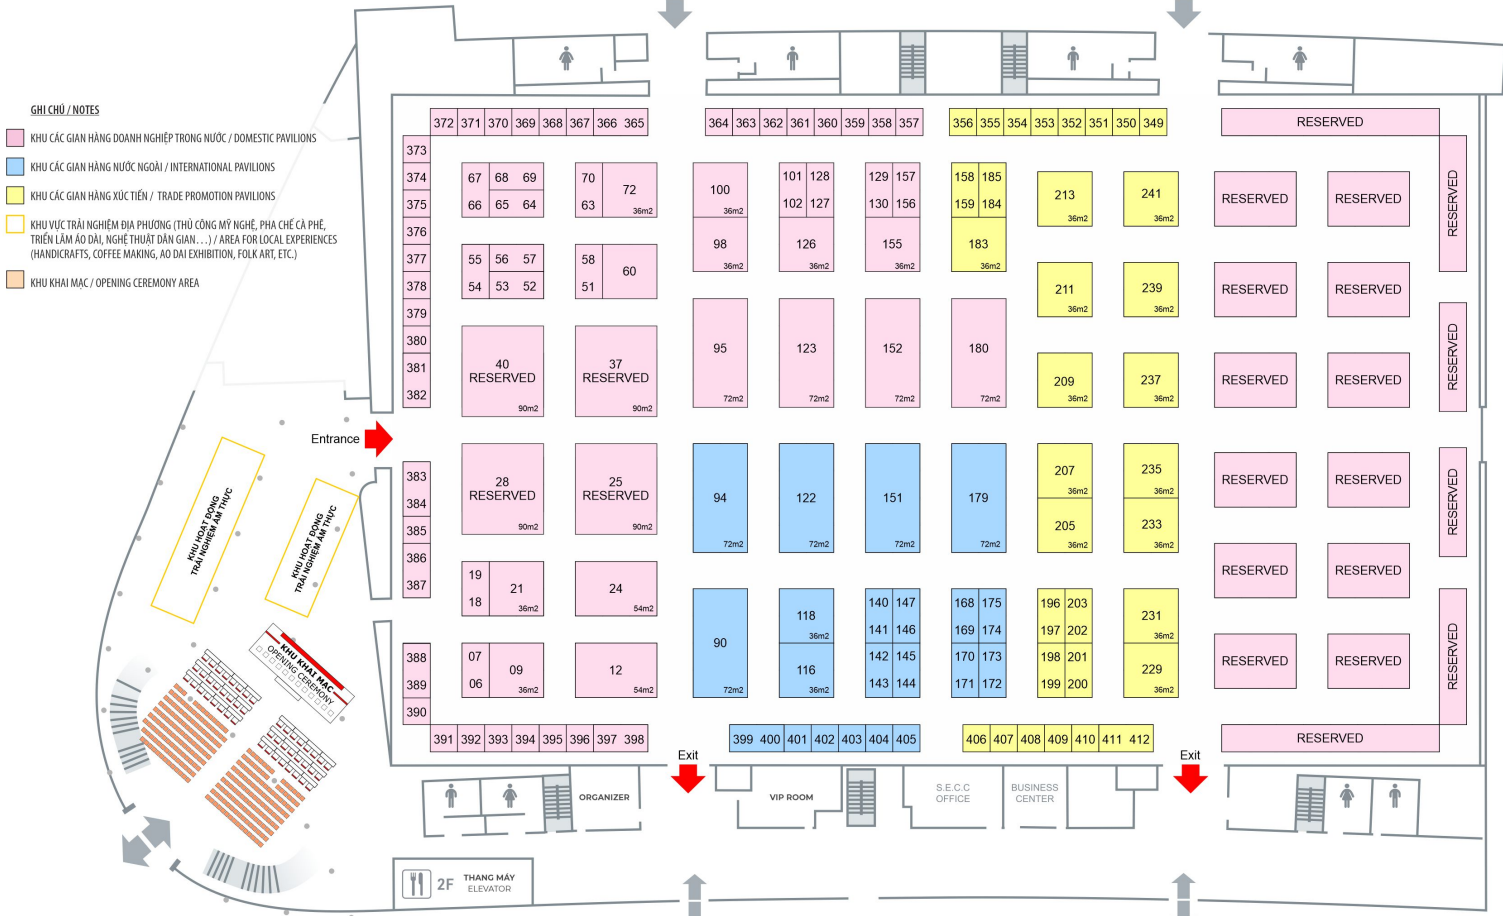 GHI CHÚ / NOTES
KHU CÁC GIAN HÀNG DOANH NGHIỆP TRONG NƯỚC / DOMESTIC PAVILIONS
KHU CÁC GIAN HÀNG NƯỚC NGOÀI / INTERNATIONAL PAVILIONS
KHU CÁC GIAN HÀNG XÚC TIẾN / TRADE PROMOTION PAVILIONS
KHU VỰC TRẢI NGHIỆM ĐỊA PHƯƠNG (THỦ CÔNG MỸ NGHỆ, PHA CHẾ CÀ PHÊ,
TRIỂN LÃM ÁO DÀI, NGHỆ THUẬT DÂN GIAN...) / AREA FOR LOCAL EXPERIENCES
(HANDICRAFTS, COFFEE MAKING, AO DAI EXHIBITION, FOLK ART, ETC.)
KHU KHAI MẠC / OPENING CEREMONY AREA
372 371 370 369 368 367 366 365
364 363 362 361 360 359 358 357
356 355 354 353 352 351 350 349
RESERVED
373
374
375
376
377
378
379
380
381
382
67 68 69
66 65 64
70
63
72
36m2
100
36m2
98
36m2
101 128
102 127
126
36m2
129 157
130 156
155
36m2
158 185
159 184
183
36m2
213
36m2
241
36m2
RESERVED
RESERVED
RESERVED
55 56 57
54 53 52
58
51
60
211
36m2
239
36m2
RESERVED
RESERVED
40
RESERVED
90m2
37
RESERVED
90m2
95
72m2
123
72m2
152
72m2
180
72m2
209
36m2
237
36m2
RESERVED
RESERVED
RESERVED
Entrance
383
384
385
386
387
28
RESERVED
90m2
25
RESERVED
90m2
94
72m2
122
72m2
151
72m2
179
72m2
207
36m2
205
36m2
235
36m2
233
36m2
RESERVED
RESERVED
RESERVED
KHU HOẠT ĐỘNG
TRẢI NGHIỆM ẨM THỰC
KHU HOẠT ĐỘNG
TRẢI NGHIỆM ẨM THỰC
19
18
21
36m2
24
54m2
90
72m2
118
36m2
116
36m2
140 147
141 146
142 145
143 144
168 175
169 174
170 173
171 172
196 203
197 202
198 201
199 200
231
36m2
229
36m2
RESERVED
RESERVED
RESERVED
RESERVED
RESERVED
KHU KHAI MẠC
OPENING CEREMONY
388
389
390
07
06
09
36m2
12
54m2
391 392 393 394 395 396 397 398
399 400 401 402 403 404 405
406 407 408 409 410 411 412
RESERVED
Exit
Exit
ORGANIZER
VIP ROOM
S.E.C.C
OFFICE
BUSINESS
CENTER
2F
THANG MÁY
ELEVATOR